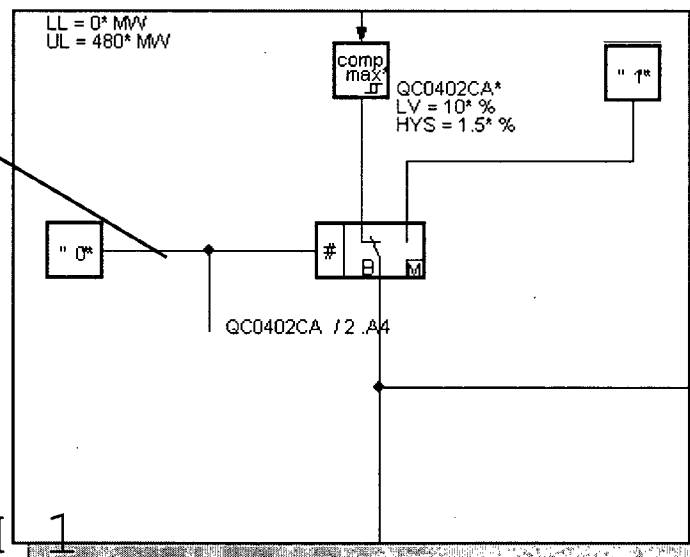 LL = 0* MW
UL = 480* MW
comp
max
QC0402CA*
LV = 10* %
HYS = 1.5* %
" 1"
" 0"
#
B
M
QC0402CA / 2 .A4
1